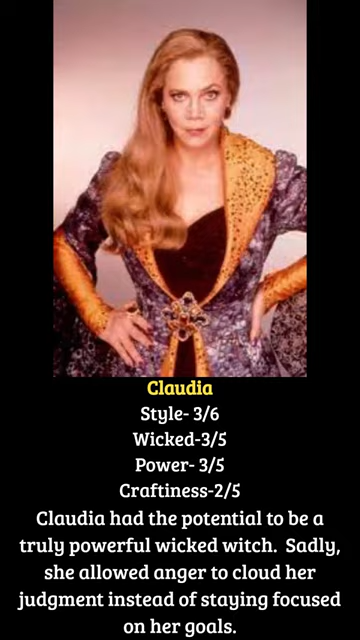 Claudia
Style- 3/6
Wicked-3/5
Power- 3/5
Craftiness-2/5
Claudia had the potential to be a
truly powerful wicked witch.  Sadly,
she allowed anger to cloud her
judgment instead of staying focused
on her goals.